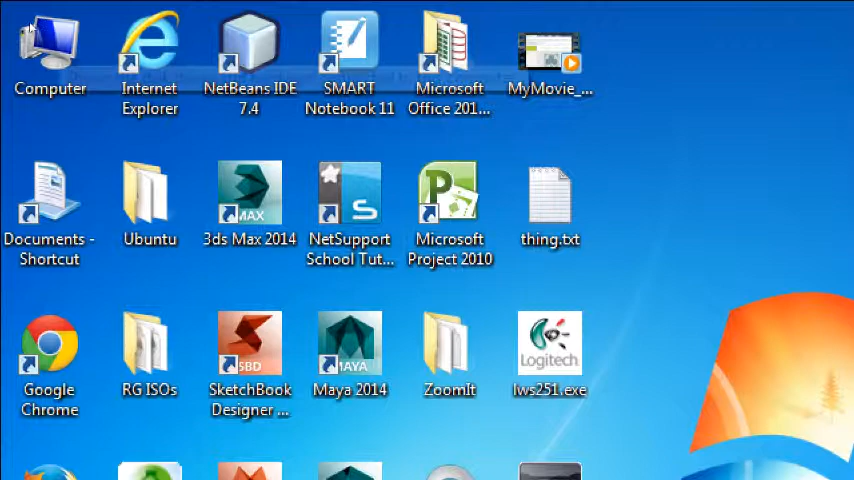 Computer
Internet
Explorer
NetBeans IDE
7.4
SMART
Notebook 11
Microsoft
Office 201...
MyMovie_...
Documents -
Shortcut
Ubuntu
MAX
3ds Max 2014
S
NetSupport
School Tut...
P
Microsoft
Project 2010
thing.txt
Google
Chrome
RG ISOs
SBD
SketchBook
Designer ...
MAYA
Maya 2014
ZoomIt
Logitech
lws251.exe